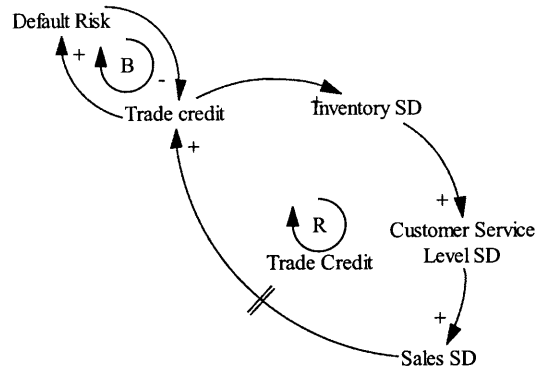 Default Risk
+
B
-
Trade credit
+
Inventory SD
+
+
R
Trade Credit
Customer Service
Level SD
+
Sales SD